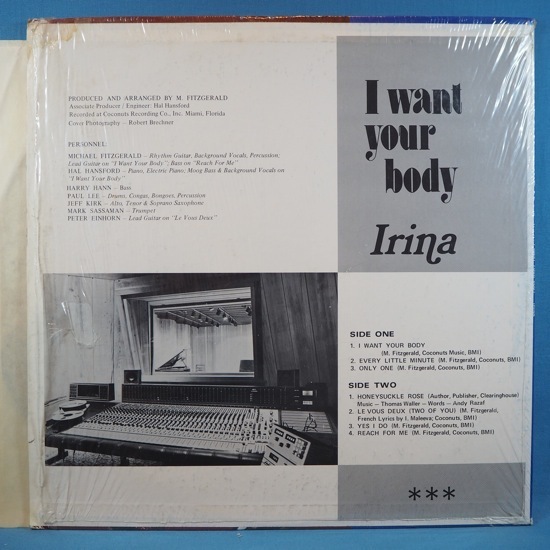 PRODUCED AND ARRANGED BY M. FITZGERALD
Associate Producer / Engineer: Hal Hansford
Recorded at Coconuts Recording Co., Inc. Miami, Florida
Cover Photography — Robert Brechner
PERSONNEL
MICHAEL FITZGERALD — Rhythm Guitar, Background Vocals, Percussion;
Lead Guitar on "I Want Your Body"; Bass on "Reach For Me"
HAL HANSFORD — Piano, Electric Piano; Moog Bass & Background Vocals on
"I Want Your Body"
HARRY HANN — Bass
PAUL LEE — Drums, Congas, Bongoes, Percussion
JEFF KIRK — Alto, Tenor & Soprano Saxophone
MARK SASSAMAN — Trumpet
PETER EINHORN — Lead Guitar on "Le Vous Deux"
I want
your
body
Irina
SIDE ONE
1. I WANT YOUR BODY
(M. Fitzgerald, Coconuts Music, BMI)
2. EVERY LITTLE MINUTE (M. Fitzgerald, Coconuts, BMI)
3. ONLY ONE (M. Fitzgerald, Coconuts, BMI)
SIDE TWO
1. HONEYSUCKLE ROSE (Author, Publisher, Clearinghouse)
Music — Thomas Waller — Words — Andy Razaf
2. LE VOUS DEUX (TWO OF YOU) (M. Fitzgerald,
French Lyrics by I. Maleeva; Coconuts, BMI)
3. YES I DO (M. Fitzgerald, Coconuts, BMI)
4. REACH FOR ME (M. Fitzgerald, Coconuts, BMI)
***